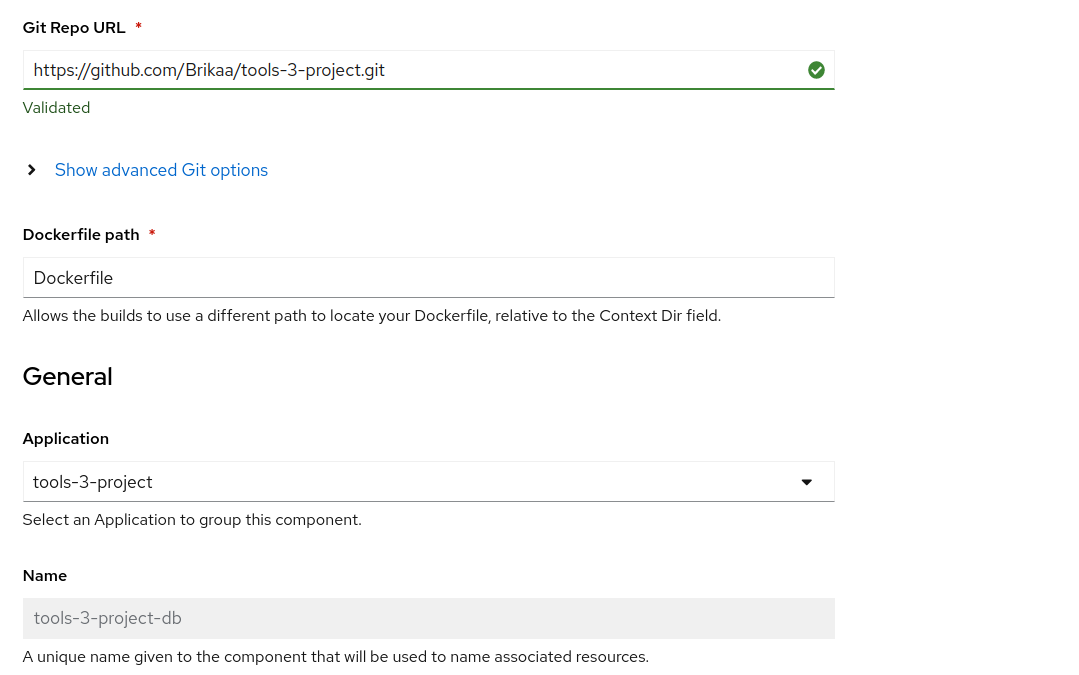 Git Repo URL *
https://github.com/Brikaa/tools-3-project.git
Validated
Show advanced Git options
Dockerfile path *
Dockerfile
Allows the builds to use a different path to locate your Dockerfile, relative to the Context Dir field.
General
Application
tools-3-project
Select an Application to group this component.
Name
tools-3-project-db
A unique name given to the component that will be used to name associated resources.